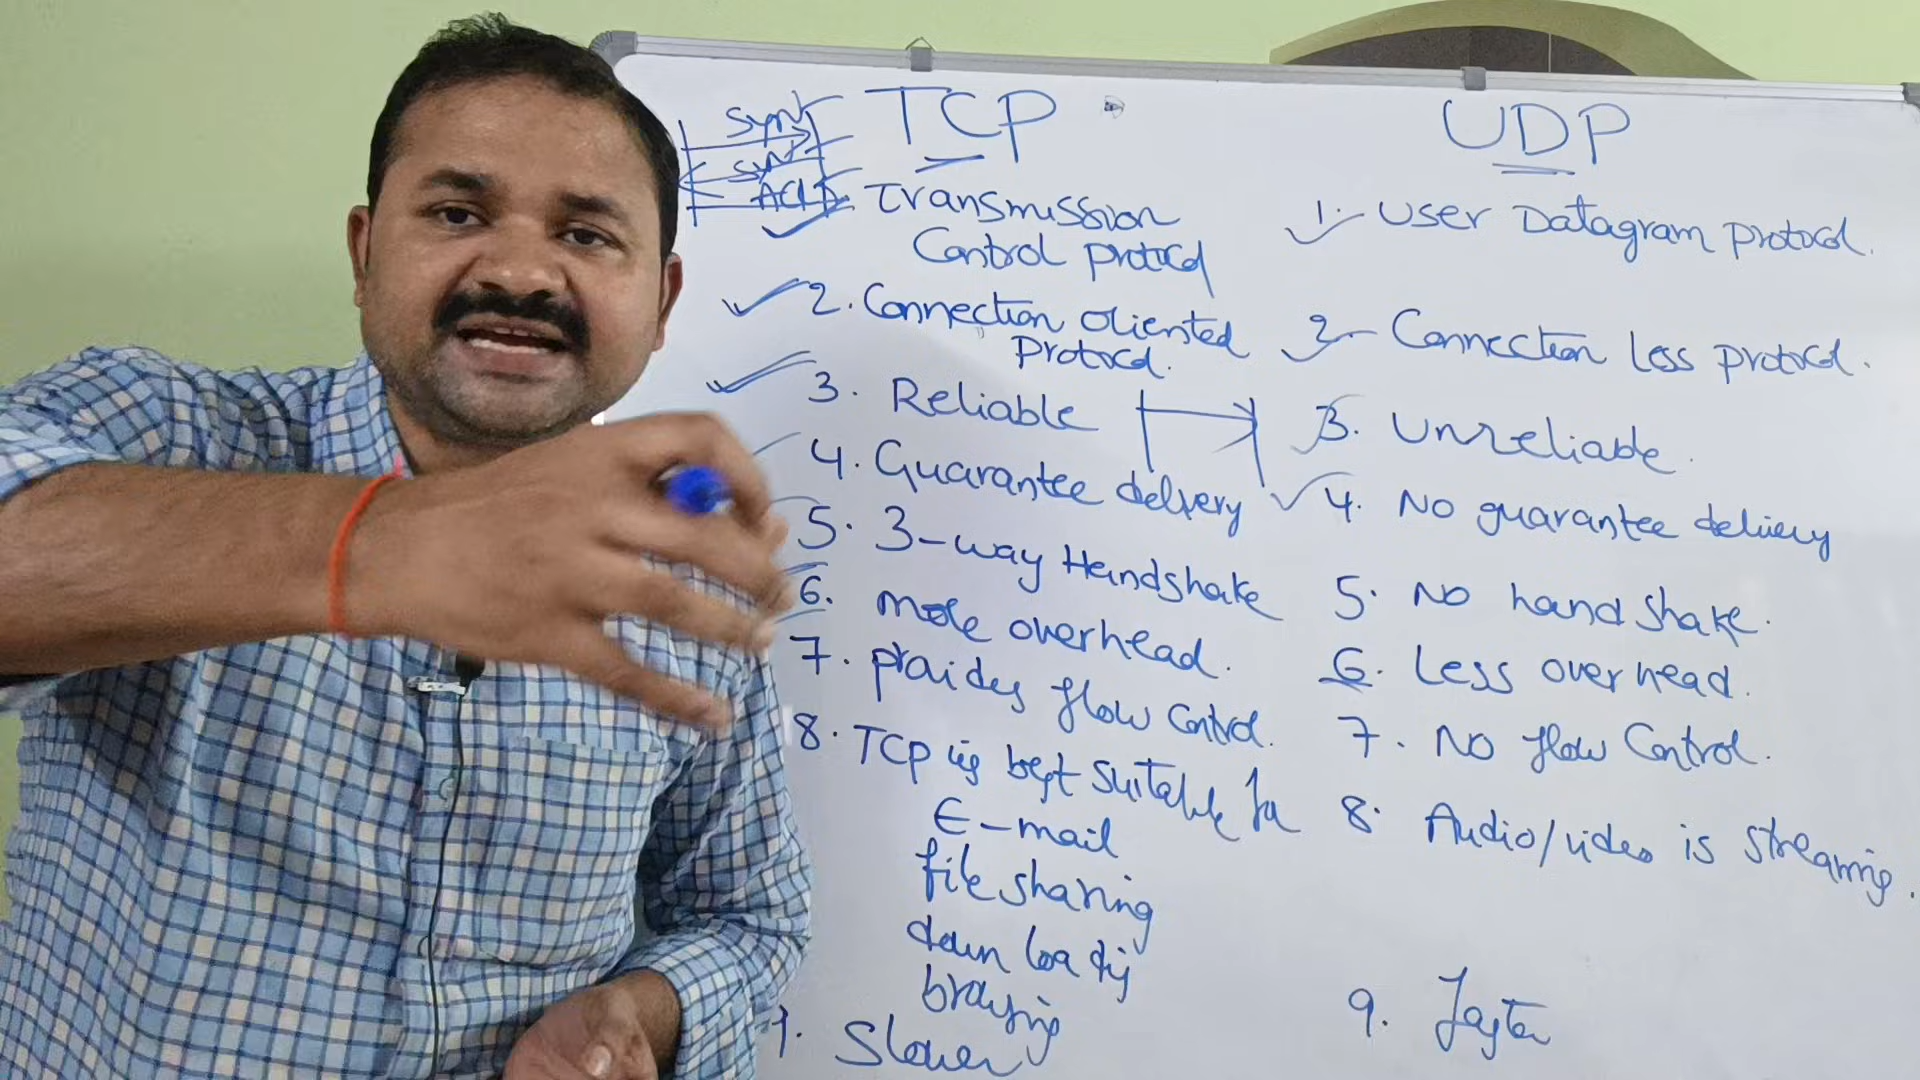 TCP
Syn
Syn
ACK
Transmission
Control protocol
2. Connection oriented
protocol.
3. Reliable
4. Guarantee delivery
5. 3-way Handshake
6. more overhead.
7. provides flow control.
8. TCP is best suitable for
E-mail
file sharing
down loading
browsing
9. Slower
UDP
1. User Datagram protocol.
2. Connection less protocol.
3. Unreliable.
4. No guarantee delivery
5. No hand shake.
6. Less over head.
7. No flow control.
8. Audio/video is streaming.
9. faster